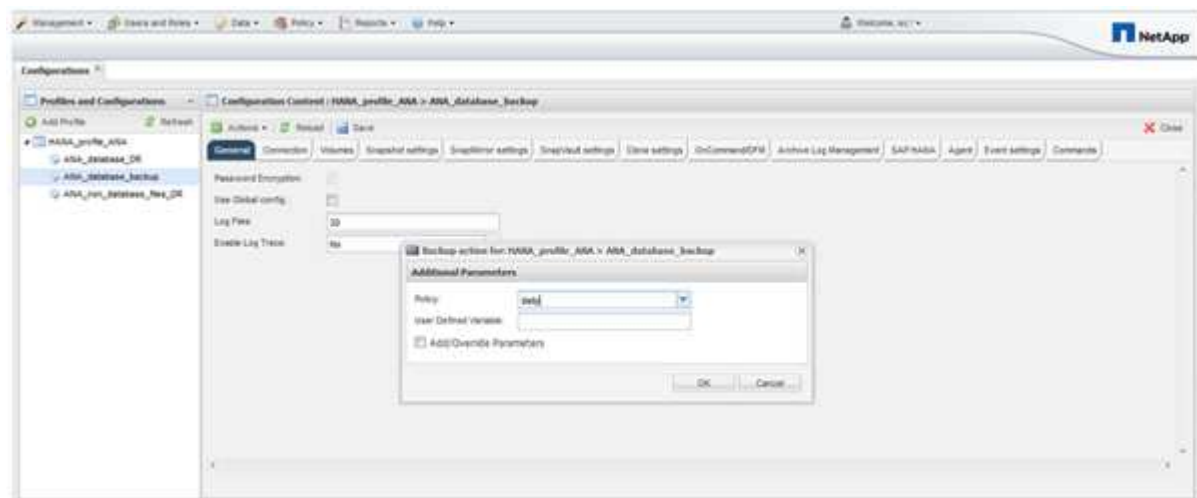 Management Users and Roles Data Policy Reports Help Welcome,
NetApp
Configurations
Profiles and Configurations
Configuration Content : HANA_profile_ANA > ANA_database_backup
Add Profile Refresh
Actions Reload Save Close
HANA_profile_ANA
ANA_database_DR
ANA_database_backup
ANA_non_database_files_DR
General Connection Volumes Snapshot settings SnapMirror settings SnapVault settings Clone settings OnCommand/DFM Archive Log Management SAP HANA Agent Event settings Commands
Password Encryption:
Use Global config:
Log Files: 30
Enable Log Trace: No
Backup action for: HANA_profile_ANA > ANA_database_backup
Additional Parameters
Policy:
User Defined Variable:
Add/Override Parameters
OK Cancel